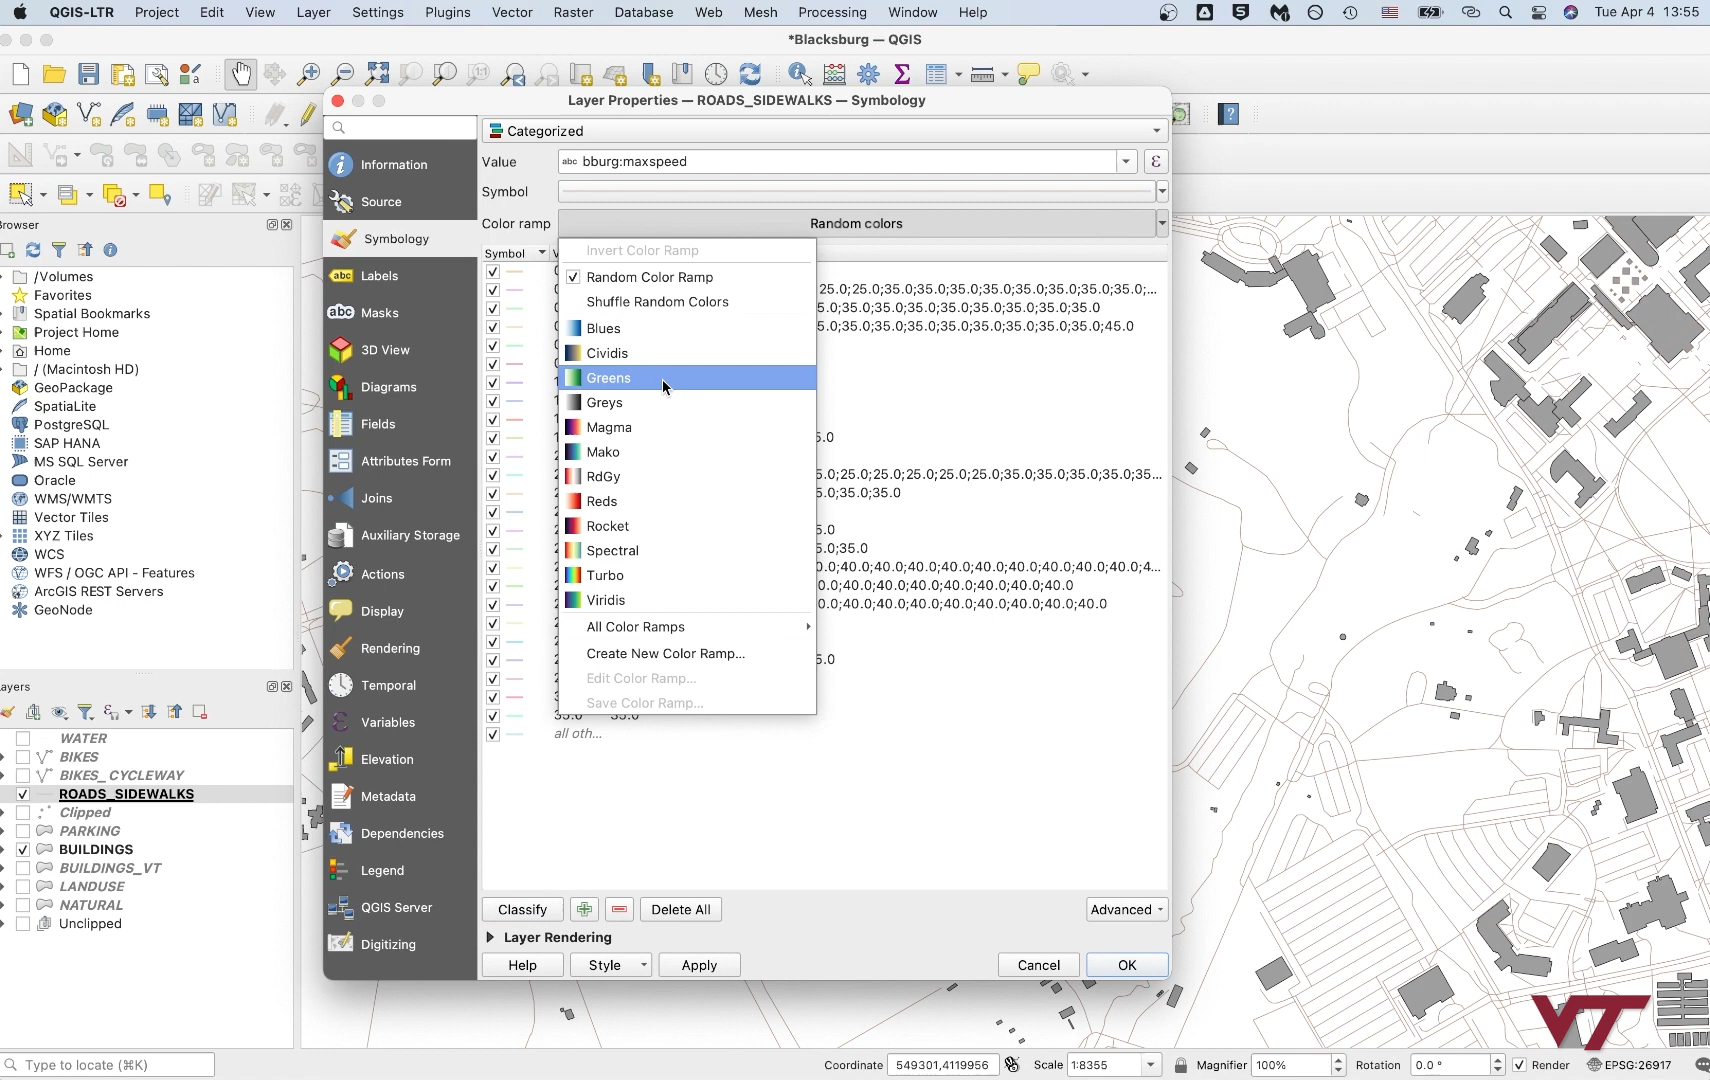 QGIS-LTR Project Edit View Layer Settings Plugins Vector Raster Database Web Mesh Processing Window Help Tue Apr 4 13:55
*Blacksburg — QGIS
Layer Properties — ROADS_SIDEWALKS — Symbology
Information
Source
Symbology
abc Labels
abc Masks
3D View
Diagrams
Fields
Attributes Form
Joins
Auxiliary Storage
Actions
Display
Rendering
Temporal
Variables
Elevation
Metadata
Dependencies
Legend
QGIS Server
Digitizing
Categorized
Value abc bburg:maxspeed ε
Symbol
Color ramp Random colors
Symbol
Invert Color Ramp
Random Color Ramp
Shuffle Random Colors
Blues
Cividis
Greens
Greys
Magma
Mako
RdGy
Reds
Rocket
Spectral
Turbo
Viridis
All Color Ramps
Create New Color Ramp...
Edit Color Ramp...
Save Color Ramp...
25.0;25.0;35.0;35.0;35.0;35.0;35.0;35.0;35.0;...
5.0;35.0;35.0;35.0;35.0;35.0;35.0
5.0;35.0;35.0;35.0;35.0;35.0;35.0;45.0
5.0
5.0;25.0;25.0;25.0;25.0;35.0;35.0;35.0;35...
5.0;35.0;35.0
5.0
5.0;35.0
0.0;40.0;40.0;40.0;40.0;40.0;40.0;40.0;4...
0.0;40.0;40.0;40.0;40.0;40.0;40.0
0.0;40.0;40.0;40.0;40.0;40.0;40.0;40.0
5.0
35.0 35.0
all oth...
Classify Delete All Advanced
Layer Rendering
Help Style Apply Cancel OK
Browser
/Volumes
Favorites
Spatial Bookmarks
Project Home
Home
/ (Macintosh HD)
GeoPackage
SpatiaLite
PostgreSQL
SAP HANA
MS SQL Server
Oracle
WMS/WMTS
Vector Tiles
XYZ Tiles
WCS
WFS / OGC API - Features
ArcGIS REST Servers
GeoNode
ayers
WATER
BIKES
BIKES_CYCLEWAY
ROADS_SIDEWALKS
Clipped
PARKING
BUILDINGS
BUILDINGS_VT
LANDUSE
NATURAL
Unclipped
VT
Type to locate (⌘K) Coordinate 549301,4119956 Scale 1:8355 Magnifier 100% Rotation 0.0 ° Render EPSG:26917